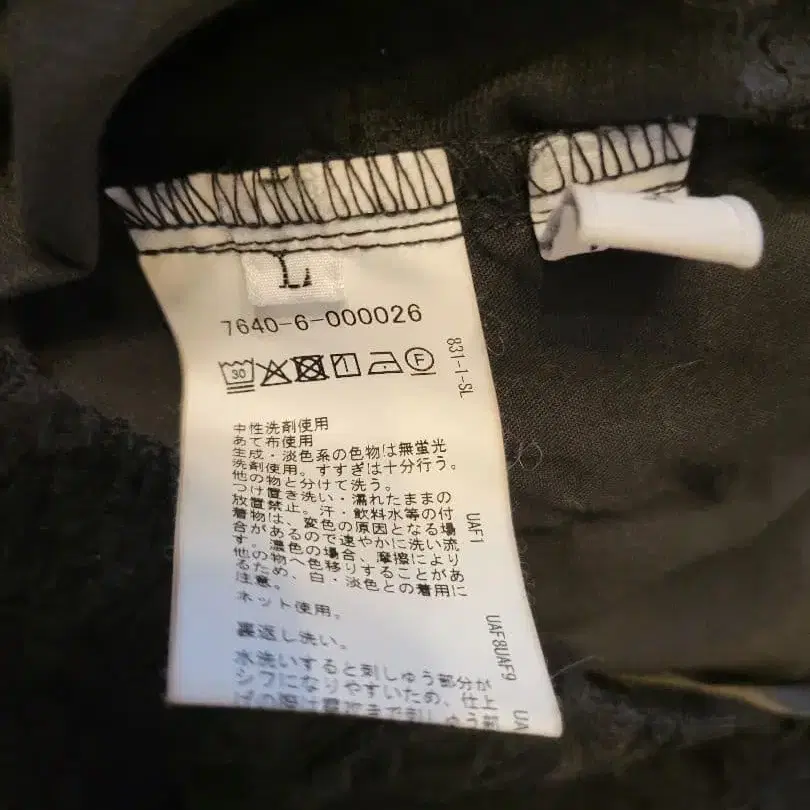 L
7640-6-000026
30
F
831-1-SL
中性洗剤使用
あて布使用
生成・淡色系の色物は無蛍光
洗剤使用。すすぎは十分行う。
他の物と分けて洗う。
つけ置き洗い・濡れたままの
放置禁止。汗・飲料水等の付
着物は、変色の原因となる場
合があるので速やかに洗い流
す。濃色の場合、摩擦により
他の物へ色移りすることがあ
るため、白・淡色との着用に
注意。
ネット使用。
裏返し洗い。
水洗いすると刺しゅう部分が
シワになりやすいため、仕上
UAF1
UAF8UAF9
UA